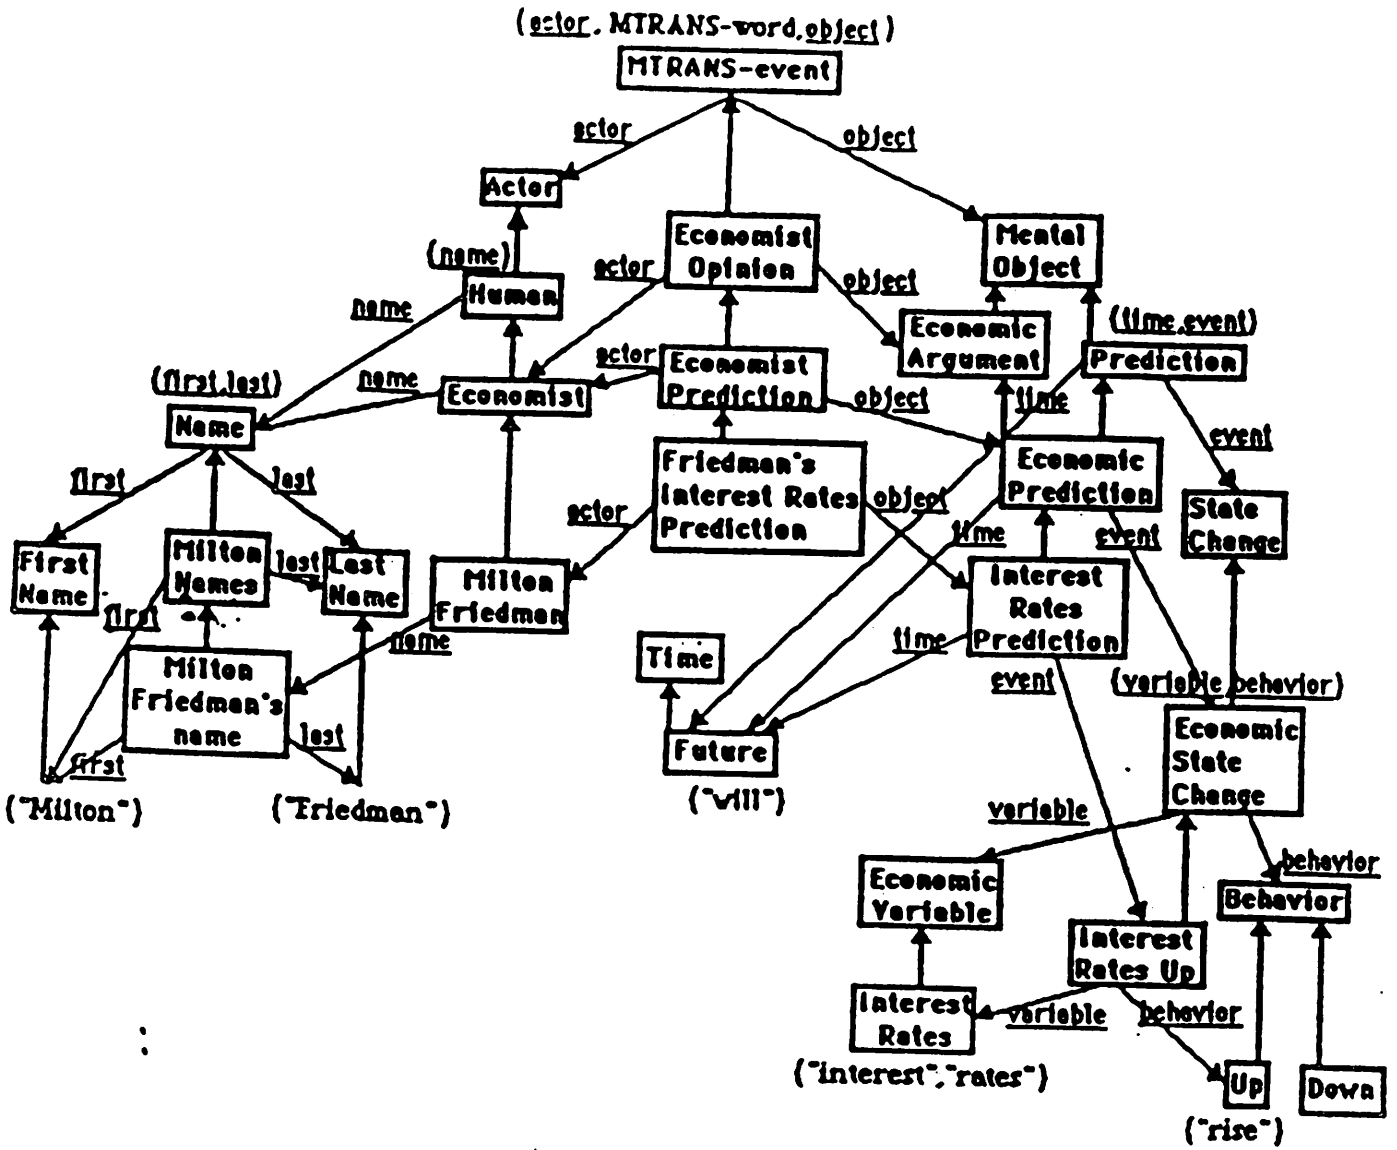 (actor, MTRANS-word, object)
MTRANS-event
actor
object
Actor
Economist
Opinion
Mental
Object
(name)
actor
object
Human
name
Economic
Argument
(time, event)
Prediction
(first, last)
name
Economist
actor
Economist
Prediction
object
time
Name
event
first
last
Friedman's
Interest Rates
Prediction
Economic
Prediction
actor
object
State
Change
time
event
First
Name
Milton
Names
last
Last
Name
first
Milton
Friedman
Interest
Rates
Prediction
name
Time
time
event
(variable, behavior)
Milton
Friedman's
name
last
first
Future
Economic
State
Change
("Milton")
("Friedman")
("will")
variable
behavior
Economic
Variable
Behavior
Interest
Rates Up
Interest
Rates
variable
behavior
("interest", "rates")
Up
Down
("rise")